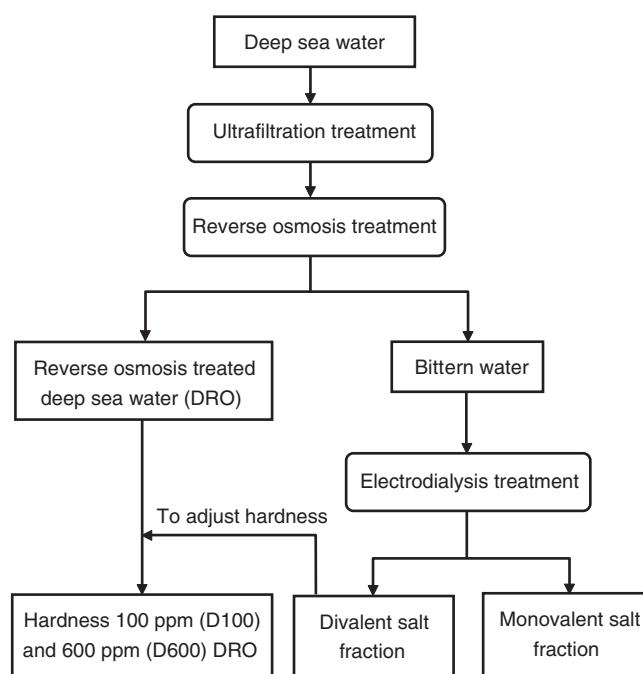 Deep sea water
Ultrafiltration treatment
Reverse osmosis treatment
Reverse osmosis treated
deep sea water (DRO)
Bittern water
Electrodialysis treatment
To adjust hardness
Hardness 100 ppm (D100)
and 600 ppm (D600) DRO
Divalent salt
fraction
Monovalent salt
fraction